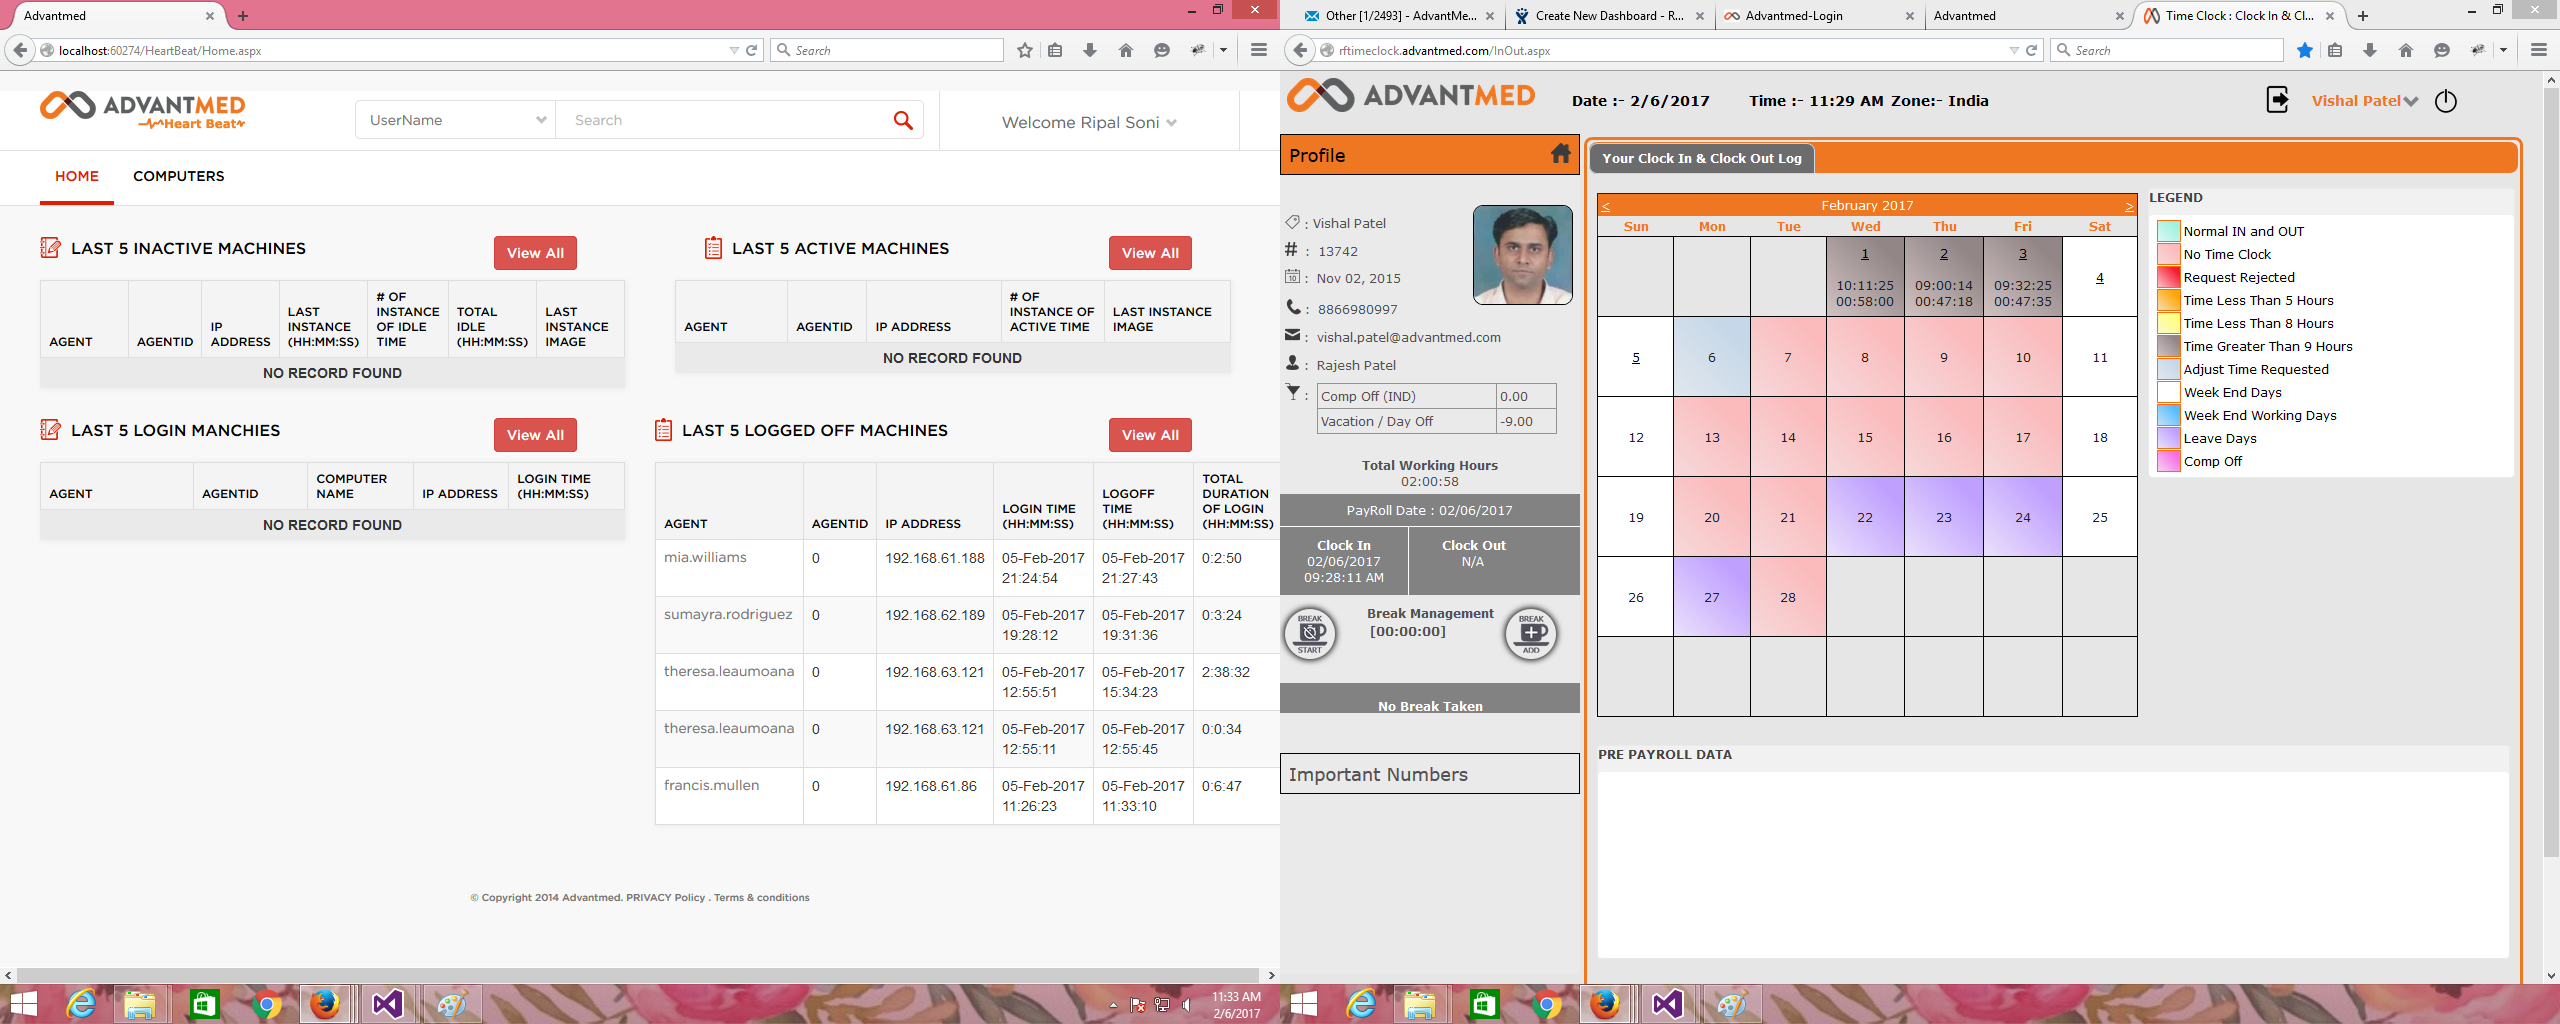 Advantmed
localhost:60274/HeartBeat/Home.aspx
Search
ADVANTMED
Heart Beat
UserName
Search
Welcome Ripal Soni
HOME
COMPUTERS
LAST 5 INACTIVE MACHINES
View All
AGENT
AGENTID
IP ADDRESS
LAST INSTANCE (HH:MM:SS)
# OF INSTANCE OF IDLE TIME
TOTAL IDLE (HH:MM:SS)
LAST INSTANCE IMAGE
NO RECORD FOUND
LAST 5 ACTIVE MACHINES
View All
AGENT
AGENTID
IP ADDRESS
# OF INSTANCE OF ACTIVE TIME
LAST INSTANCE IMAGE
NO RECORD FOUND
LAST 5 LOGIN MANCHIES
View All
AGENT
AGENTID
COMPUTER NAME
IP ADDRESS
LOGIN TIME (HH:MM:SS)
NO RECORD FOUND
LAST 5 LOGGED OFF MACHINES
View All
AGENT
AGENTID
IP ADDRESS
LOGIN TIME (HH:MM:SS)
LOGOFF TIME (HH:MM:SS)
TOTAL DURATION OF LOGIN (HH:MM:SS)
mia.williams 0 192.168.61.188 05-Feb-2017 21:24:54 05-Feb-2017 21:27:43 0:2:50
sumayra.rodriguez 0 192.168.62.189 05-Feb-2017 19:28:12 05-Feb-2017 19:31:36 0:3:24
theresa.leaumoana 0 192.168.63.121 05-Feb-2017 12:55:51 05-Feb-2017 15:34:23 2:38:32
theresa.leaumoana 0 192.168.63.121 05-Feb-2017 12:55:11 05-Feb-2017 12:55:45 0:0:34
francis.mullen 0 192.168.61.86 05-Feb-2017 11:26:23 05-Feb-2017 11:33:10 0:6:47
© Copyright 2014 Advantmed. PRIVACY Policy . Terms & conditions
11:33 AM
2/6/2017
Other [1/2493] - AdvantMe...
Create New Dashboard - R...
Advantmed-Login
Advantmed
Time Clock : Clock In & Cl...
rftimeclock.advantmed.com/InOut.aspx
Search
ADVANTMED
Date :- 2/6/2017
Time :- 11:29 AM Zone:- India
Vishal Patel
Profile
: Vishal Patel
# : 13742
10 : Nov 02, 2015
: 8866980997
: vishal.patel@advantmed.com
: Rajesh Patel
: Comp Off (IND) 0.00
Vacation / Day Off -9.00
Total Working Hours
02:00:58
PayRoll Date : 02/06/2017
Clock In
02/06/2017
09:28:11 AM
Clock Out
N/A
BREAK START
Break Management
[00:00:00]
BREAK ADD
No Break Taken
Important Numbers
Your Clock In & Clock Out Log
< February 2017 >
Sun Mon Tue Wed Thu Fri Sat
1 2 3 4
10:11:25 09:00:14 09:32:25
00:58:00 00:47:18 00:47:35
5 6 7 8 9 10 11
12 13 14 15 16 17 18
19 20 21 22 23 24 25
26 27 28
LEGEND
Normal IN and OUT
No Time Clock
Request Rejected
Time Less Than 5 Hours
Time Less Than 8 Hours
Time Greater Than 9 Hours
Adjust Time Requested
Week End Days
Week End Working Days
Leave Days
Comp Off
PRE PAYROLL DATA